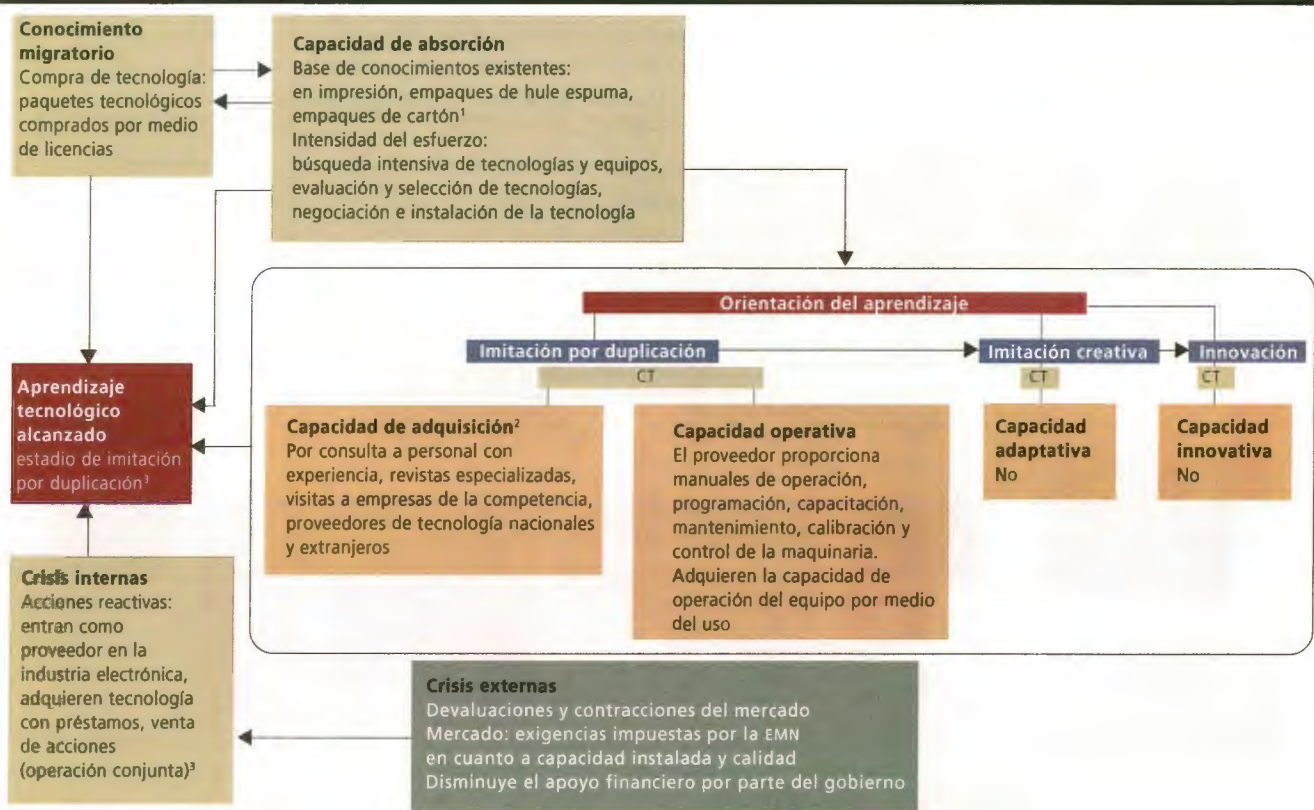 Conocimiento
migratorio
Compra de tecnología:
paquetes tecnológicos
comprados por medio
de licencias
Capacidad de absorción
Base de conocimientos existentes:
en impresión, empaques de hule espuma,
empaques de cartón¹
Intensidad del esfuerzo:
búsqueda intensiva de tecnologías y equipos,
evaluación y selección de tecnologías,
negociación e instalación de la tecnología
Orientación del aprendizaje
Imitación por duplicación
Imitación creativa
Innovación
CT
CT
CT
Aprendizaje
tecnológico
alcanzado
estadio de imitación
por duplicación³
Capacidad de adquisición²
Por consulta a personal con
experiencia, revistas especializadas,
visitas a empresas de la competencia,
proveedores de tecnología nacionales
y extranjeros
Capacidad operativa
El proveedor proporciona
manuales de operación,
programación, capacitación,
mantenimiento, calibración y
control de la maquinaria.
Adquieren la capacidad de
operación del equipo por medio
del uso
Capacidad
adaptativa
No
Capacidad
innovativa
No
Crisis internas
Acciones reactivas:
entran como
proveedor en la
industria electrónica,
adquieren tecnología
con préstamos, venta
de acciones
(operación conjunta)³
Crisis externas
Devaluaciones y contracciones del mercado
Mercado: exigencias impuestas por la EMN
en cuanto a capacidad instalada y calidad
Disminuye el apoyo financiero por parte del gobierno